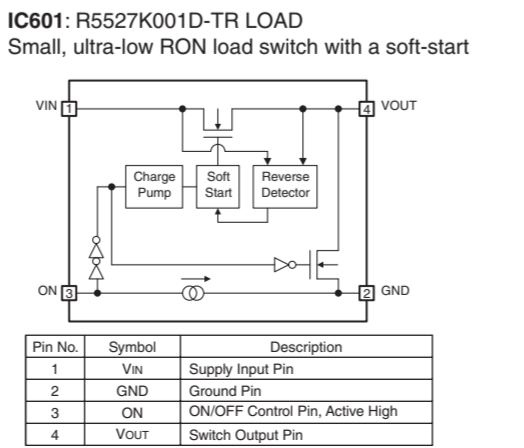 IC601: R5527K001D-TR LOAD
Small, ultra-low RON load switch with a soft-start
VIN 1
4 VOUT
Charge
Pump
Soft
Start
Reverse
Detector
ON 3
2 GND
Pin No. Symbol Description
1 VIN Supply Input Pin
2 GND Ground Pin
3 ON ON/OFF Control Pin, Active High
4 VOUT Switch Output Pin